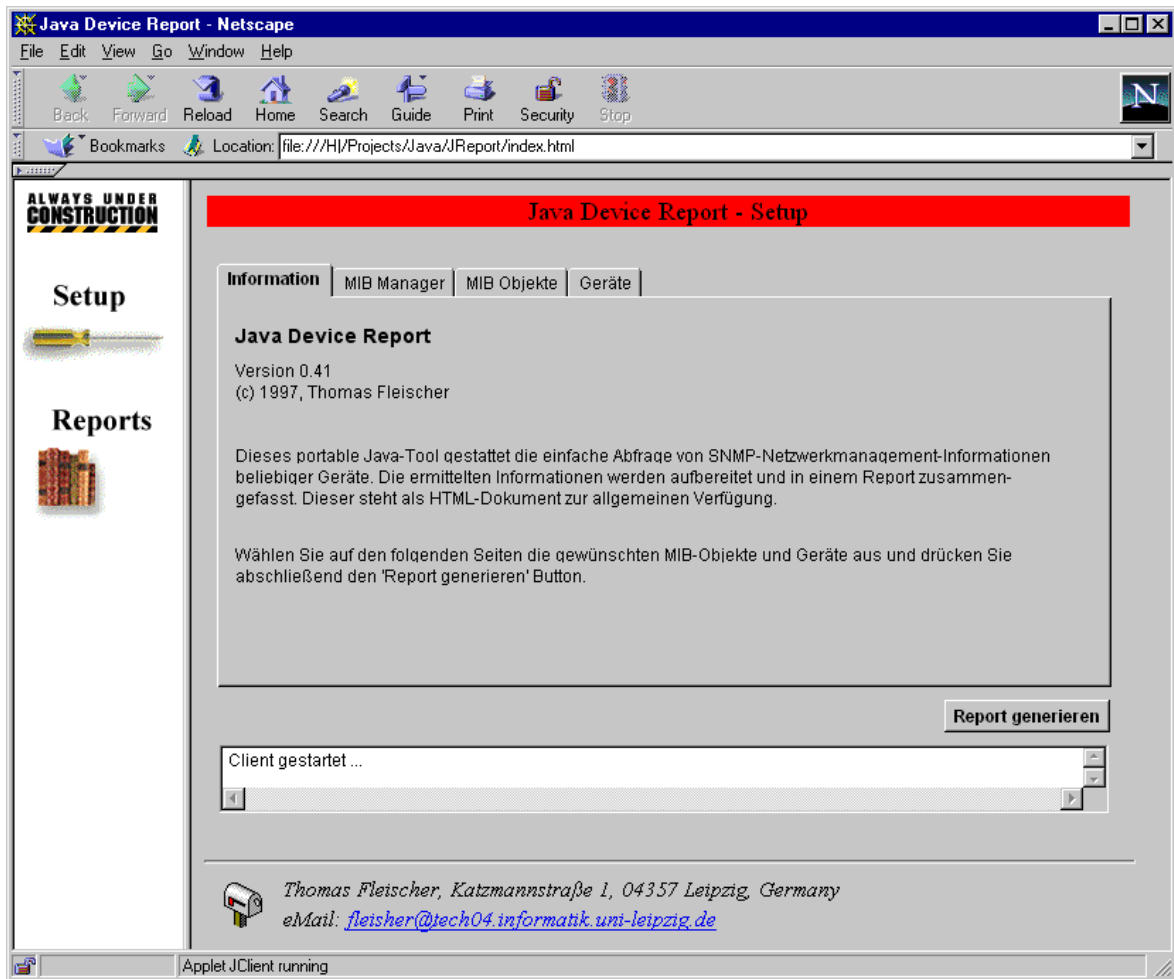 Java Device Report - Netscape
File Edit View Go Window Help
Back Forward Reload Home Search Guide Print Security Stop
N
Bookmarks Location: file:///H|/Projects/Java/JReport/index.html
ALWAYS UNDER
CONSTRUCTION
Setup
Reports
Java Device Report - Setup
Information MIB Manager MIB Objekte Geräte
Java Device Report
Version 0.41
(c) 1997, Thomas Fleischer
Dieses portable Java-Tool gestattet die einfache Abfrage von SNMP-Netzwerkmanagement-Informationen
beliebiger Geräte. Die ermittelten Informationen werden aufbereitet und in einem Report zusammen-
gefasst. Dieser steht als HTML-Dokument zur allgemeinen Verfügung.
Wählen Sie auf den folgenden Seiten die gewünschten MIB-Objekte und Geräte aus und drücken Sie
abschließend den 'Report generieren' Button.
Report generieren
Client gestartet ...
Thomas Fleischer, Katzmannstraße 1, 04357 Leipzig, Germany
eMail: fleisher@tech04.informatik.uni-leipzig.de
Applet JClient running